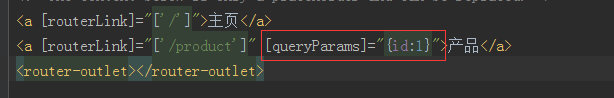 <a [routerLink]="['/']">主页</a>
<a [routerLink]="['/product']" [queryParams]="{id:1}">产品</a>
<router-outlet></router-outlet>